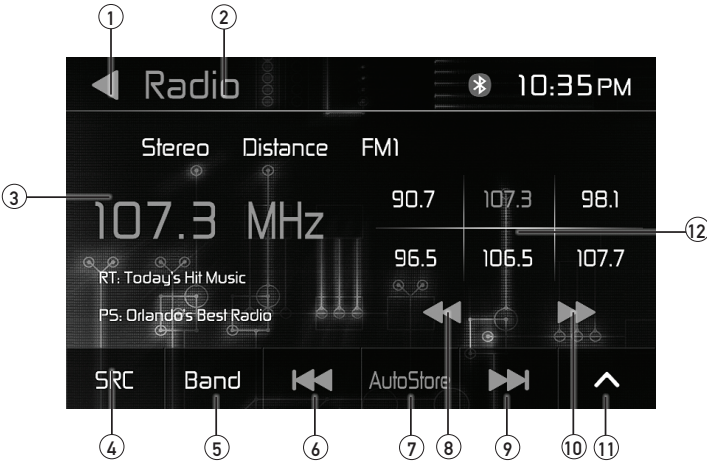 1 2
Radio 10:35 PM
Stereo Distance FM1
3
107.3 MHz
90.7 107.3 98.1
12
96.5 106.5 107.7
RT: Today's Hit Music
PS: Orlando's Best Radio
SRC Band AutoStore
4 5 6 7 8 9 10 11